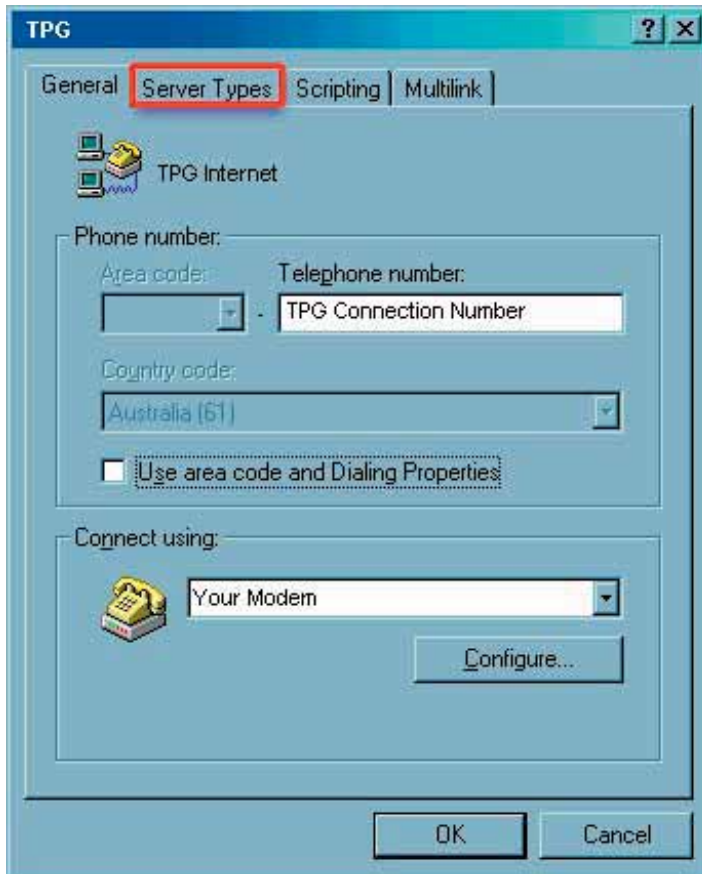 TPG
General Server Types Scripting Multilink
TPG Internet
Phone number:
Area code: Telephone number:
- TPG Connection Number
Country code:
Australia (61)
Use area code and Dialing Properties
Connect using:
Your Modem
Configure...
OK Cancel